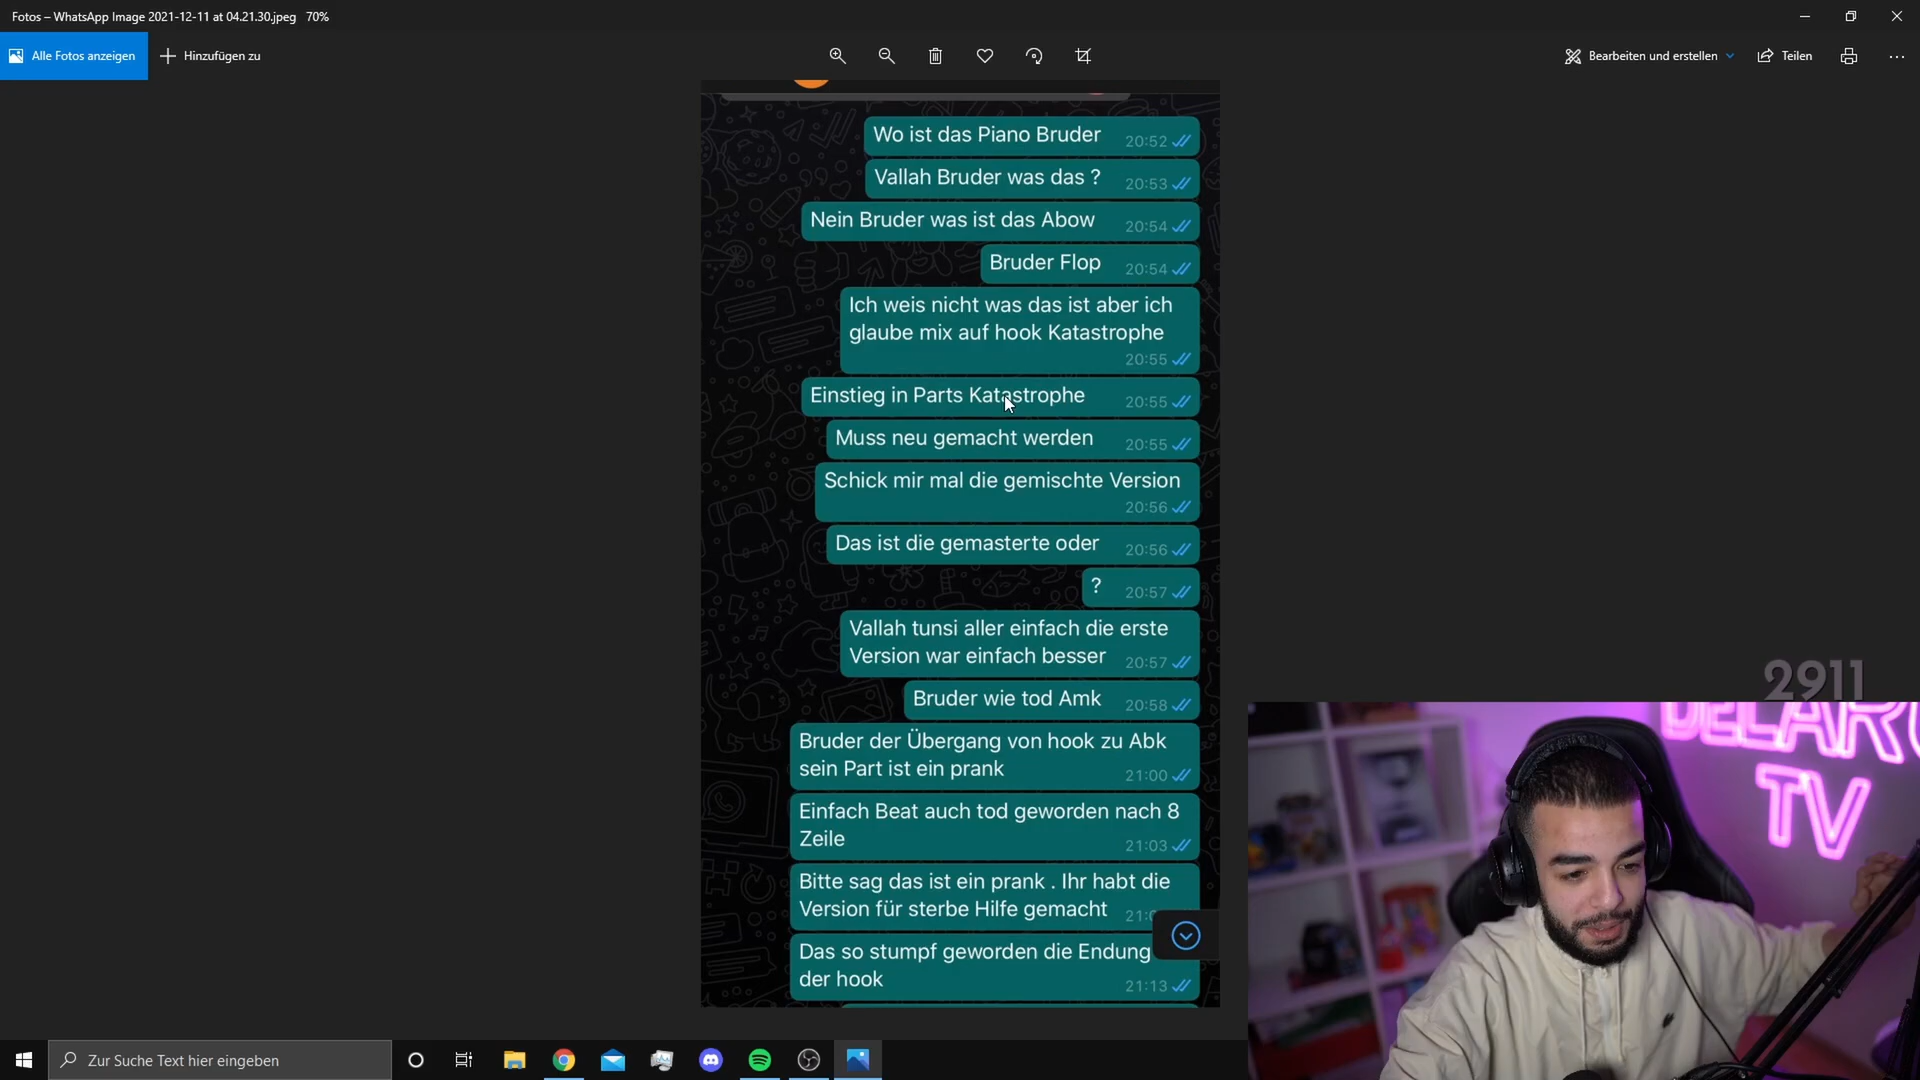 Fotos – WhatsApp Image 2021-12-11 at 04.21.30.jpeg 70%
Alle Fotos anzeigen
Hinzufügen zu
Bearbeiten und erstellen
Teilen
Wo ist das Piano Bruder 20:52
Vallah Bruder was das ? 20:53
Nein Bruder was ist das Abow 20:54
Bruder Flop 20:54
Ich weis nicht was das ist aber ich
glaube mix auf hook Katastrophe
20:55
Einstieg in Parts Katastrophe 20:55
Muss neu gemacht werden 20:55
Schick mir mal die gemischte Version
20:56
Das ist die gemasterte oder 20:56
? 20:57
Vallah tunsi aller einfach die erste
Version war einfach besser 20:57
Bruder wie tod Amk 20:58
Bruder der Übergang von hook zu Abk
sein Part ist ein prank 21:00
Einfach Beat auch tod geworden nach 8
Zeile 21:03
Bitte sag das ist ein prank . Ihr habt die
Version für sterbe Hilfe gemacht
Das so stumpf geworden die Endung
der hook 21:13
2911
TV
Zur Suche Text hier eingeben